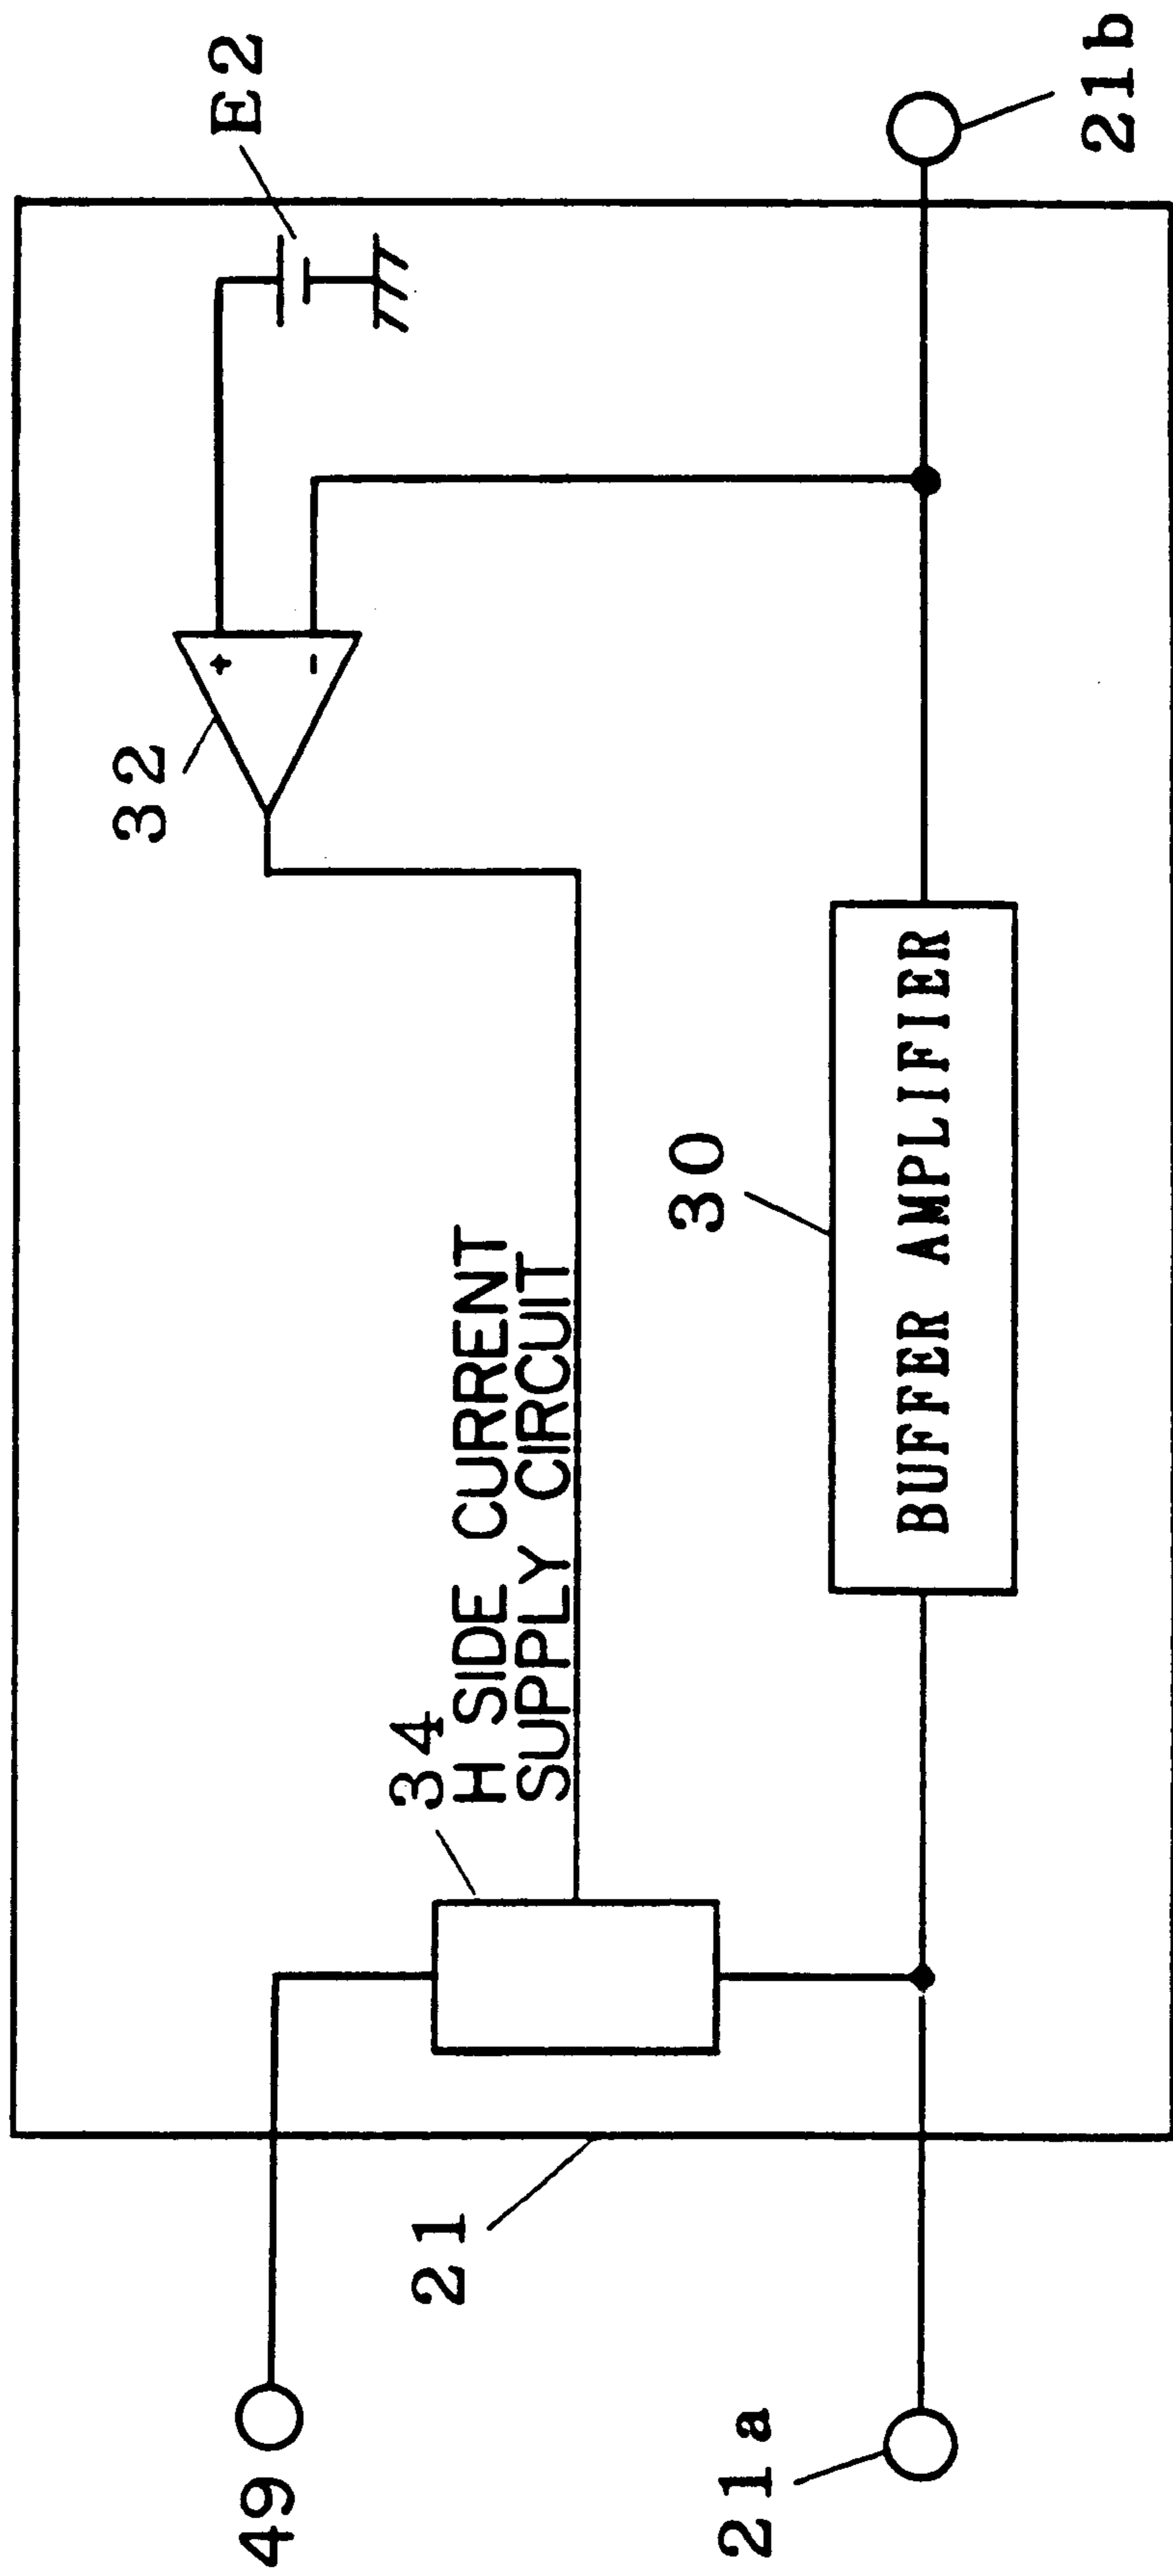 E2
32
34
H SIDE CURRENT
SUPPLY CIRCUIT
+
-
30
BUFFER AMPLIFIER
49
21
21a
21b